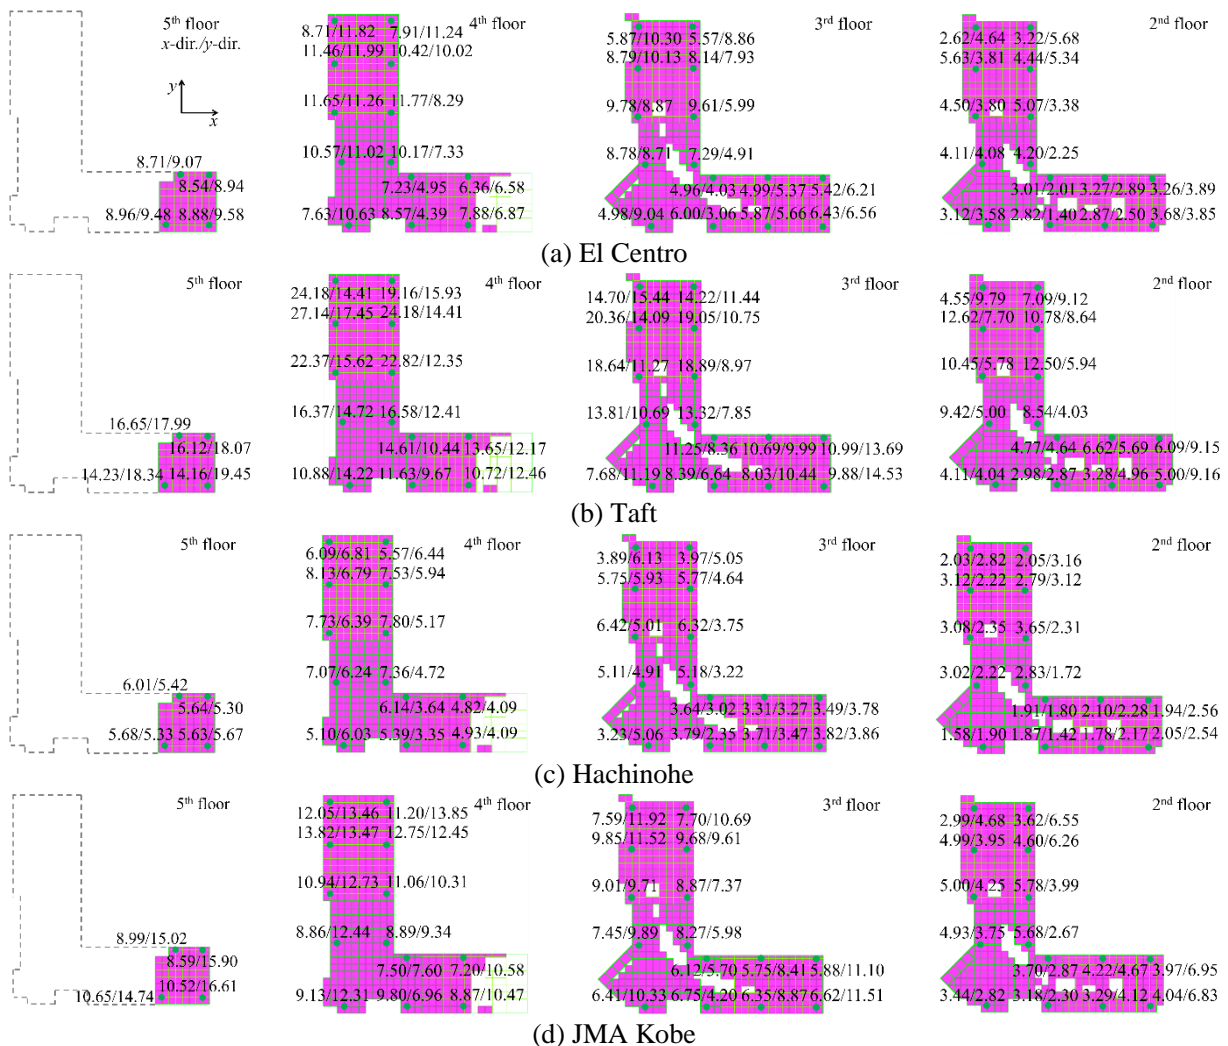 5th floor
x-dir./y-dir.
y
x
8.71/9.07
8.54/8.94
8.96/9.48 8.88/9.58
4th floor
8.71/11.82 7.91/11.24
11.46/11.99 10.42/10.02
11.65/11.26 11.77/8.29
10.57/11.02 10.17/7.33
7.23/4.95 6.36/6.58
7.63/10.63 8.57/4.39 7.88/6.87
3rd floor
5.87/10.30 5.57/8.86
8.79/10.13 8.14/7.93
9.78/8.87 9.61/5.99
8.78/8.71 7.29/4.91
4.96/4.03 4.99/5.37 5.42/6.21
4.98/9.04 6.00/3.06 5.87/5.66 6.43/6.56
2nd floor
2.62/4.64 3.22/5.68
5.63/3.81 4.44/5.34
4.50/3.80 5.07/3.38
4.11/4.08 4.20/2.25
3.01/2.01 3.27/2.89 3.26/3.89
3.12/3.58 2.82/1.40 2.87/2.50 3.68/3.85
(a) El Centro
5th floor
16.65/17.99
16.12/18.07
14.23/18.34 14.16/19.45
4th floor
24.18/14.41 19.16/15.93
27.14/17.45 24.18/14.41
22.37/15.62 22.82/12.35
16.37/14.72 16.58/12.41
14.61/10.44 13.65/12.17
10.88/14.22 11.63/9.67 10.72/12.46
3rd floor
14.70/15.44 14.22/11.44
20.36/14.09 19.05/10.75
18.64/11.27 18.89/8.97
13.81/10.69 13.32/7.85
11.25/8.36 10.69/9.99 10.99/13.69
7.68/11.19 8.39/6.64 8.03/10.44 9.88/14.53
2nd floor
4.55/9.79 7.09/9.12
12.62/7.70 10.78/8.64
10.45/5.78 12.50/5.94
9.42/5.00 8.54/4.03
4.77/4.64 6.62/5.69 6.09/9.15
4.11/4.04 2.98/2.87 3.28/4.96 5.00/9.16
(b) Taft
5th floor
6.01/5.42
5.64/5.30
5.68/5.33 5.63/5.67
4th floor
6.09/6.81 5.57/6.44
8.13/6.79 7.53/5.94
7.73/6.39 7.80/5.17
7.07/6.24 7.36/4.72
6.14/3.64 4.82/4.09
5.10/6.03 5.39/3.35 4.93/4.09
3rd floor
3.89/6.13 3.97/5.05
5.75/5.93 5.77/4.64
6.42/5.01 6.32/3.75
5.11/4.91 5.18/3.22
3.64/3.02 3.31/3.27 3.49/3.78
3.23/5.06 3.79/2.35 3.71/3.47 3.82/3.86
2nd floor
2.03/2.82 2.05/3.16
3.12/2.22 2.79/3.12
3.08/2.35 3.65/2.31
3.02/2.22 2.83/1.72
1.91/1.80 2.10/2.28 1.94/2.56
1.58/1.90 1.87/1.42 1.78/2.17 2.05/2.54
(c) Hachinohe
5th floor
8.99/15.02
8.59/15.90
10.52/16.61
10.65/14.74
4th floor
12.05/13.46 11.20/13.85
13.82/13.47 12.75/12.45
10.94/12.73 11.06/10.31
8.86/12.44 8.89/9.34
7.50/7.60 7.20/10.58
9.13/12.31 9.80/6.96 8.87/10.47
3rd floor
7.59/11.92 7.70/10.69
9.85/11.52 9.68/9.61
9.01/9.71 8.87/7.37
7.45/9.89 8.27/5.98
6.12/5.70 5.75/8.41 5.88/11.10
6.41/10.33 6.75/4.20 6.35/8.87 6.62/11.51
2nd floor
2.99/4.68 3.62/6.55
4.99/3.95 4.60/6.26
5.00/4.25 5.78/3.99
4.93/3.75 5.68/2.67
3.70/2.87 4.22/4.67 3.97/6.95
3.44/2.82 3.18/2.30 3.29/4.12 4.04/6.83
(d) JMA Kobe